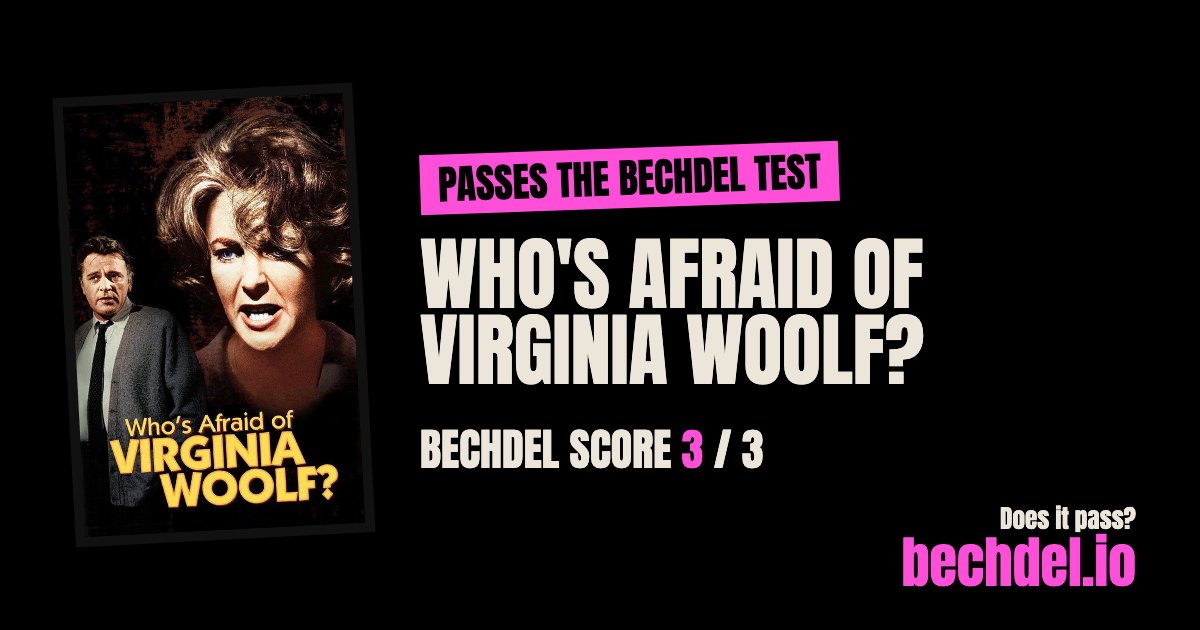 PASSES THE BECHDEL TEST
WHO'S AFRAID OF
VIRGINIA WOOLF?
BECHDEL SCORE 3 / 3
Who's Afraid of
VIRGINIA
WOOLF?
Does it pass?
bechdel.io